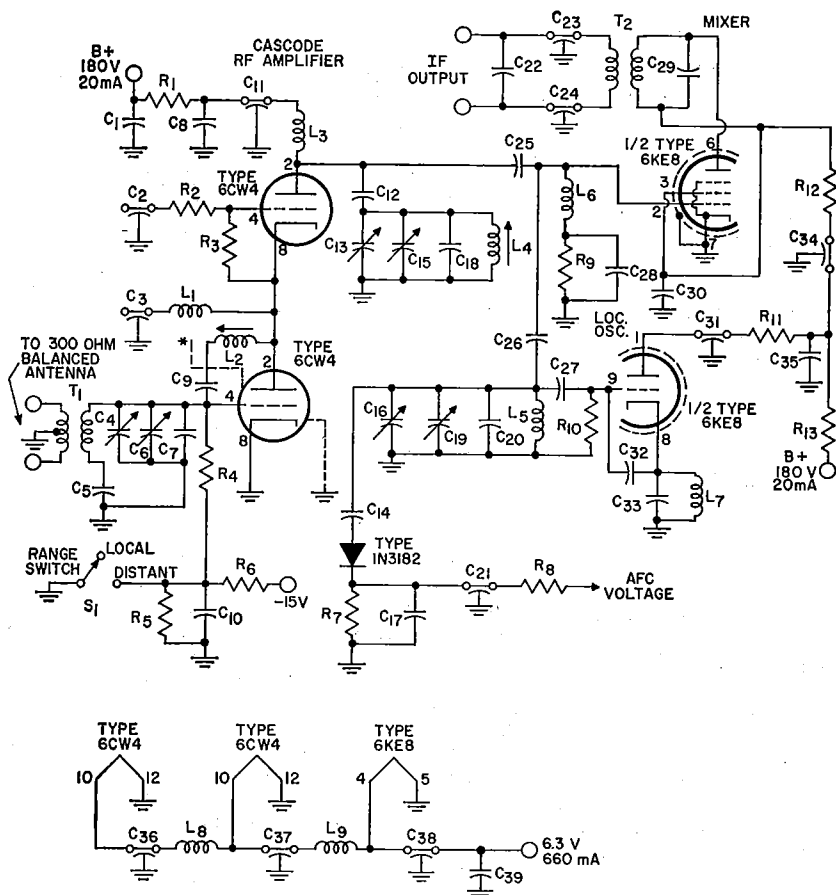 B+
180V
20mA
CASCODE
RF AMPLIFIER
C23
T2
MIXER
IF
OUTPUT
C22
C24
C29
R1
C11
C1
C8
L3
TYPE
6CW4
2
4
8
C2
R2
R3
C25
C12
C13
C15
C18
L4
L6
R9
C28
1/2 TYPE
6KE8
6
3
2
1
7
R12
C34
C30
C3
L1
L2
*
C9
TYPE
6CW4
2
4
8
TO 300 OHM
BALANCED
ANTENNA
T1
C4
C6
C7
C5
R4
C26
C27
LOC.
OSC.
1
9
8
C31
R11
C35
1/2 TYPE
6KE8
R13
B+
180V
20mA
C16
C19
C20
L5
R10
C32
C33
L7
C14
TYPE
1N3182
RANGE
SWITCH
LOCAL
DISTANT
S1
R5
C10
R6
-15V
R7
C17
C21
R8
AFC
VOLTAGE
TYPE
6CW4
TYPE
6CW4
TYPE
6KE8
10 12
10 12
4 5
C36
L8
C37
L9
C38
C39
6.3 V
660 mA